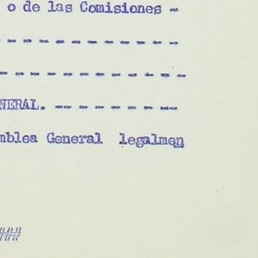 o de las Comisiones -
- - - - - - - - - -
- - - - - - - - - - -
NERAL. - - - - - - - -
mblea General legalmen